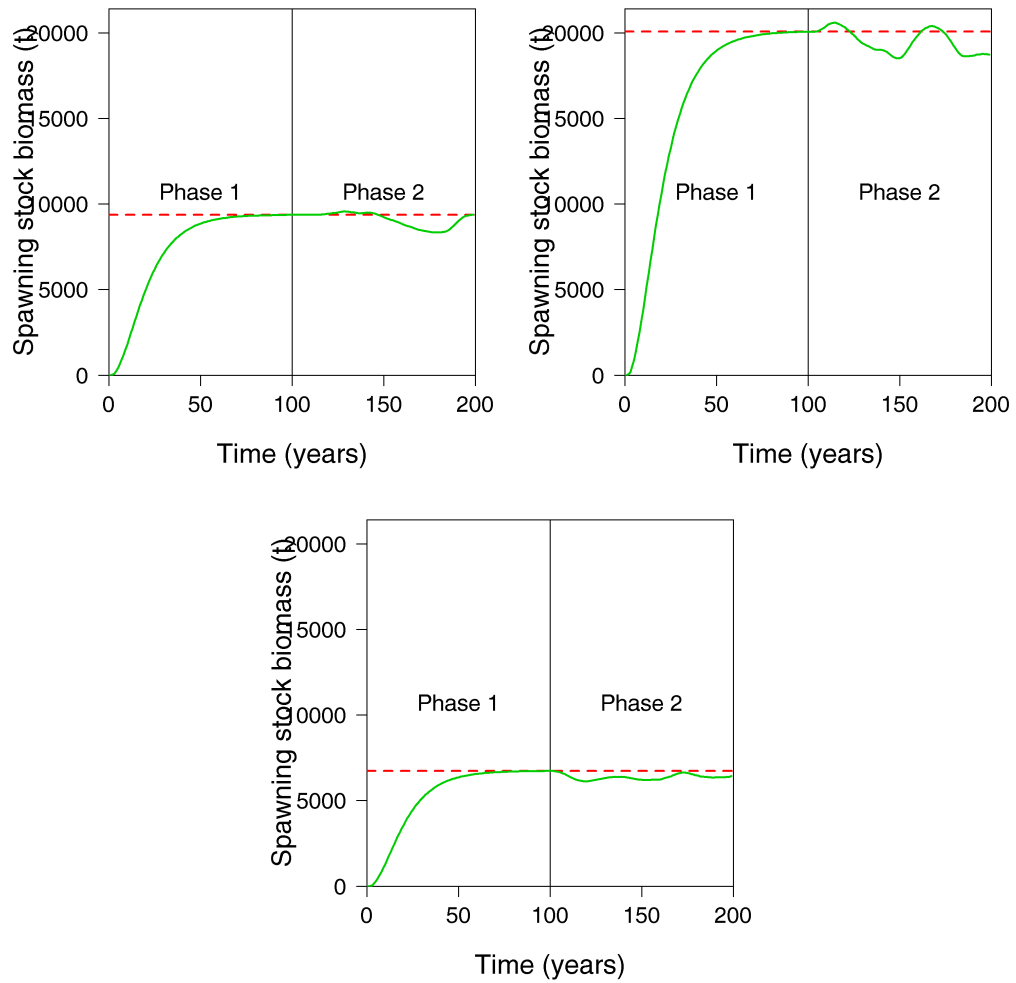 Spawning stock biomass (t)
20000
15000
10000
5000
0
Phase 1 Phase 2
0 50 100 150 200
Time (years)
Spawning stock biomass (t)
20000
15000
10000
5000
0
Phase 1 Phase 2
0 50 100 150 200
Time (years)
Spawning stock biomass (t)
20000
15000
10000
5000
0
Phase 1 Phase 2
0 50 100 150 200
Time (years)